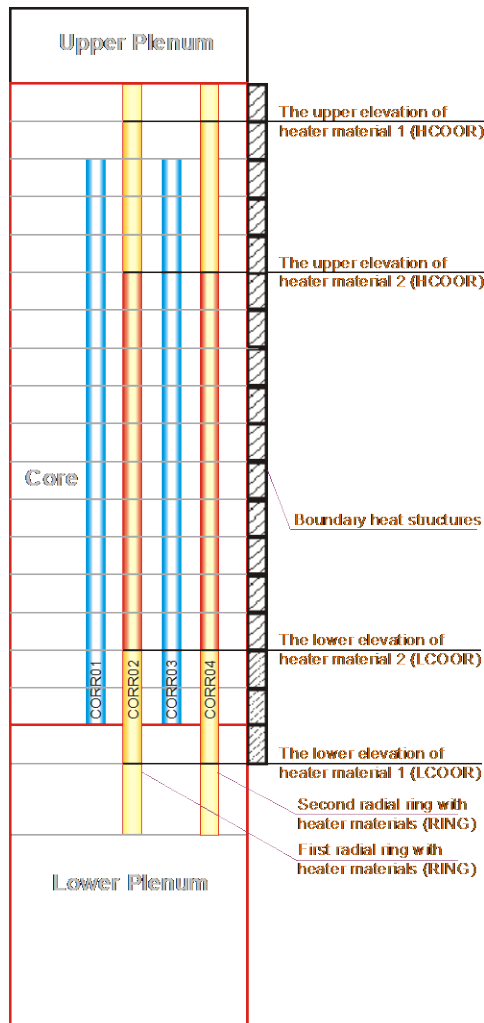 Upper Plenum
The upper elevation of
heater material 1 (HCOOR)
The upper elevation of
heater material 2 (HCOOR)
Core
Boundary heat structures
CORR01
CORR02
CORR03
CORR04
The lower elevation of
heater material 2 (LCOOR)
The lower elevation of
heater material 1 (LCOOR)
Second radial ring with
heater materials (RING)
First radial ring with
heater materials (RING)
Lower Plenum